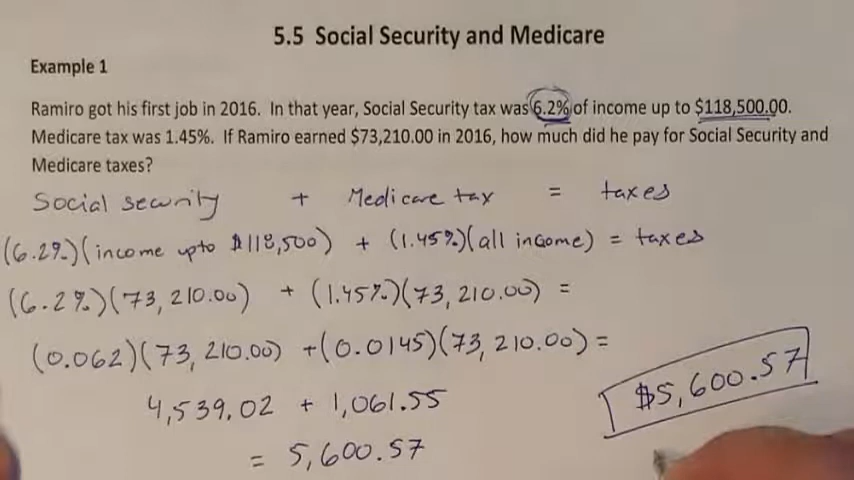 5.5 Social Security and Medicare
Example 1
Ramiro got his first job in 2016. In that year, Social Security tax was 6.2% of income up to $118,500.00.
Medicare tax was 1.45%. If Ramiro earned $73,210.00 in 2016, how much did he pay for Social Security and
Medicare taxes?
Social security + Medicare tax = taxes
(6.2%)(income upto $118,500) + (1.45%)(all income) = taxes
(6.2%)(73,210.00) + (1.45%)(73,210.00) =
(0.062)(73,210.00) + (0.0145)(73,210.00) =
4,539.02 + 1,061.55
= 5,600.57
$5,600.57